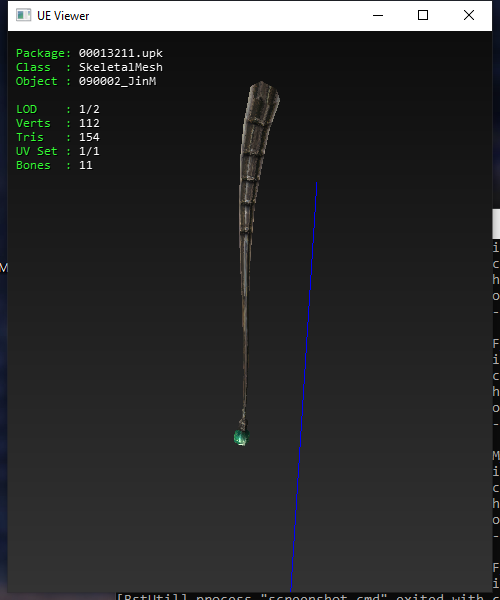 UE Viewer
Package: 00013211.upk
Class : SkeletalMesh
Object : 090002_JinM
LOD : 1/2
Verts : 112
Tris : 154
UV Set : 1/1
Bones : 11
M
i
c
h
o
-
F
i
c
h
o
-
M
i
c
h
o
-
F
i
[BstUtil] process "screenshot.cmd" exited with c